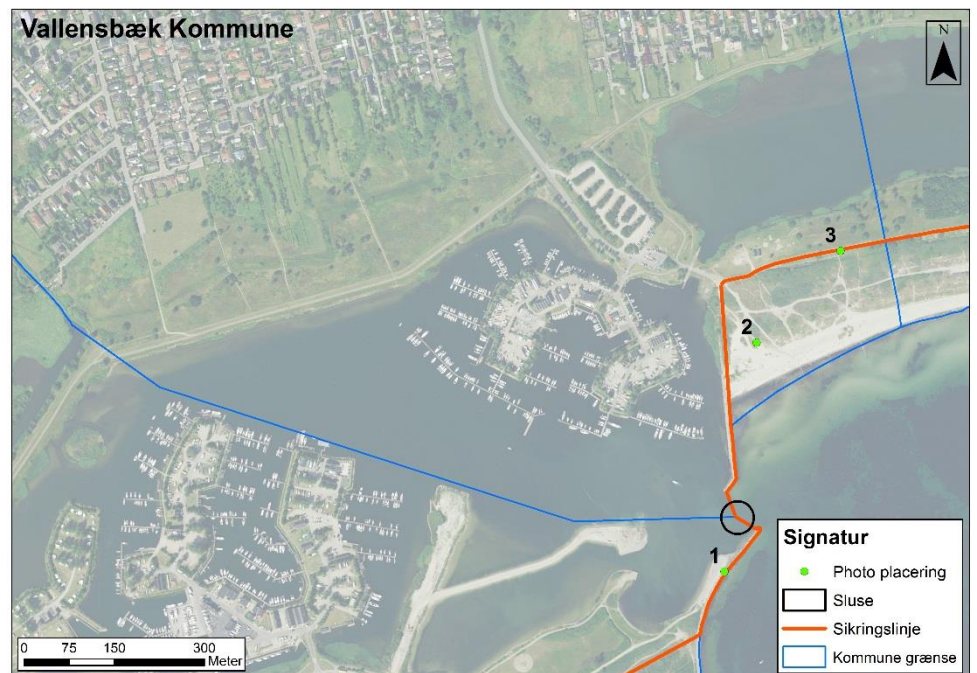 Vallensbæk Kommune
N
3
2
1
Signatur
Photo placering
Sluse
Sikringslinje
Kommune grænse
0 75 150 300
Meter